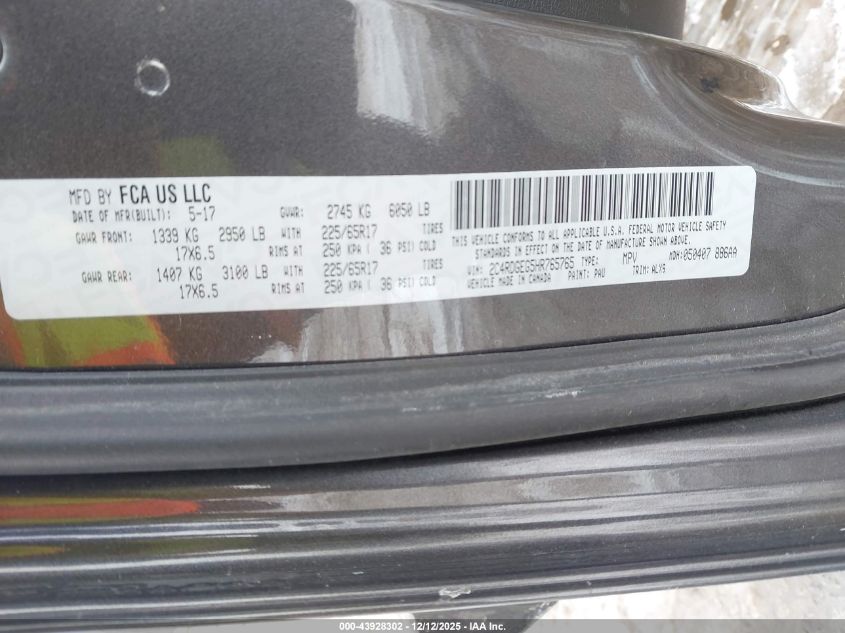 MFD BY FCA US LLC
DATE OF MFR(BUILT): 5-17 GVWR: 2745 KG 6050 LB
GAWR FRONT: 1339 KG 2950 LB WITH 225/65R17 TIRES
17X6.5 RIMS AT 250 KPA ( 36 PSI) COLD
GAWR REAR: 1407 KG 3100 LB WITH 225/65R17 TIRES
17X6.5 RIMS AT 250 KPA ( 36 PSI) COLD
THIS VEHICLE CONFORMS TO ALL APPLICABLE U.S.A. FEDERAL MOTOR VEHICLE SAFETY
STANDARDS IN EFFECT ON THE DATE OF MANUFACTURE SHOWN ABOVE.
VIN: 2C4RDGEG5HR765765 TYPE: MPV MDH: 050407 886AA
VEHICLE MADE IN CANADA PAINT: PAU TRIM: ALX9
000-43928302 - 12/12/2025 - IAA Inc.